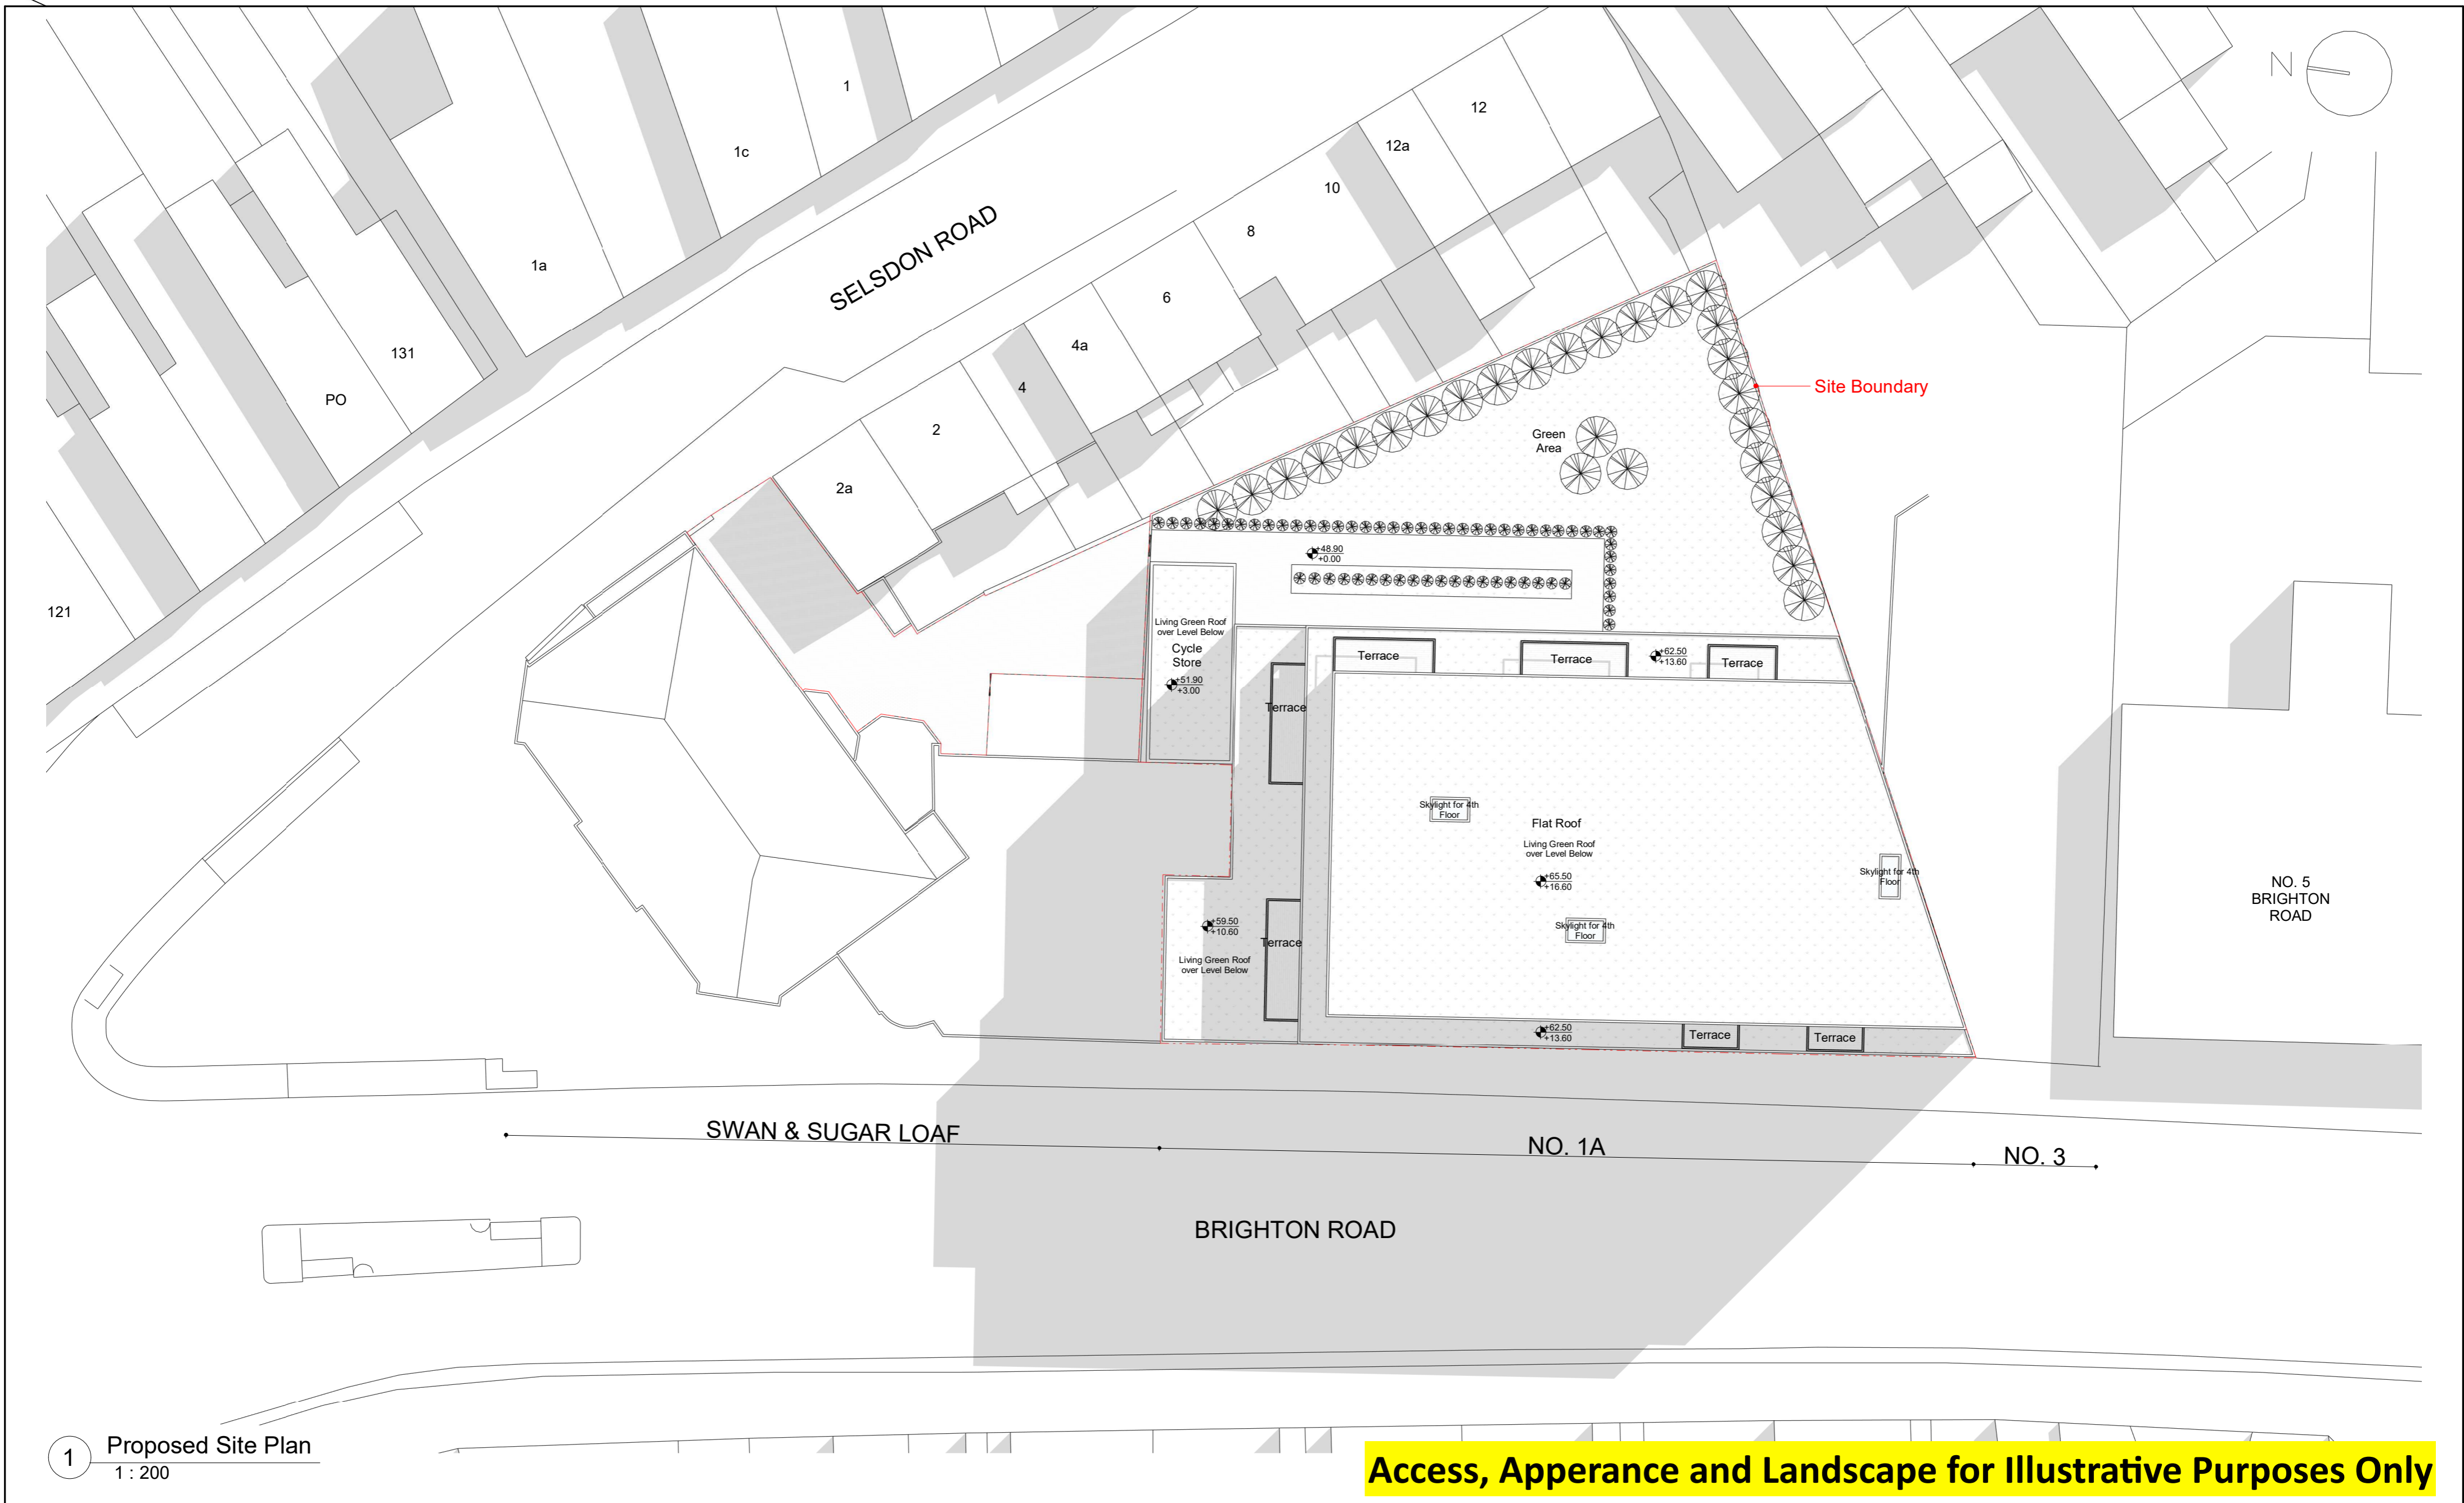 N
1
1c
12
12a
10
8
6
4a
4
2
2a
1a
131
PO
121
SELSDON ROAD
Site Boundary
Green
Area
+48.90
+0.00
Living Green Roof
over Level Below
Cycle
Store
+51.90
+3.00
Terrace
Terrace
+62.50
+13.60
Terrace
Terrace
Skylight for 4th
Floor
Flat Roof
Living Green Roof
over Level Below
+65.50
+16.60
Skylight for 4th
Floor
Skylight for 4th
Floor
NO. 5
BRIGHTON
ROAD
+59.50
+10.60
Living Green Roof
over Level Below
Terrace
+62.50
+13.60
Terrace
Terrace
SWAN & SUGAR LOAF
NO. 1A
NO. 3
BRIGHTON ROAD
1
Proposed Site Plan
1 : 200
Access, Apperance and Landscape for Illustrative Purposes Only